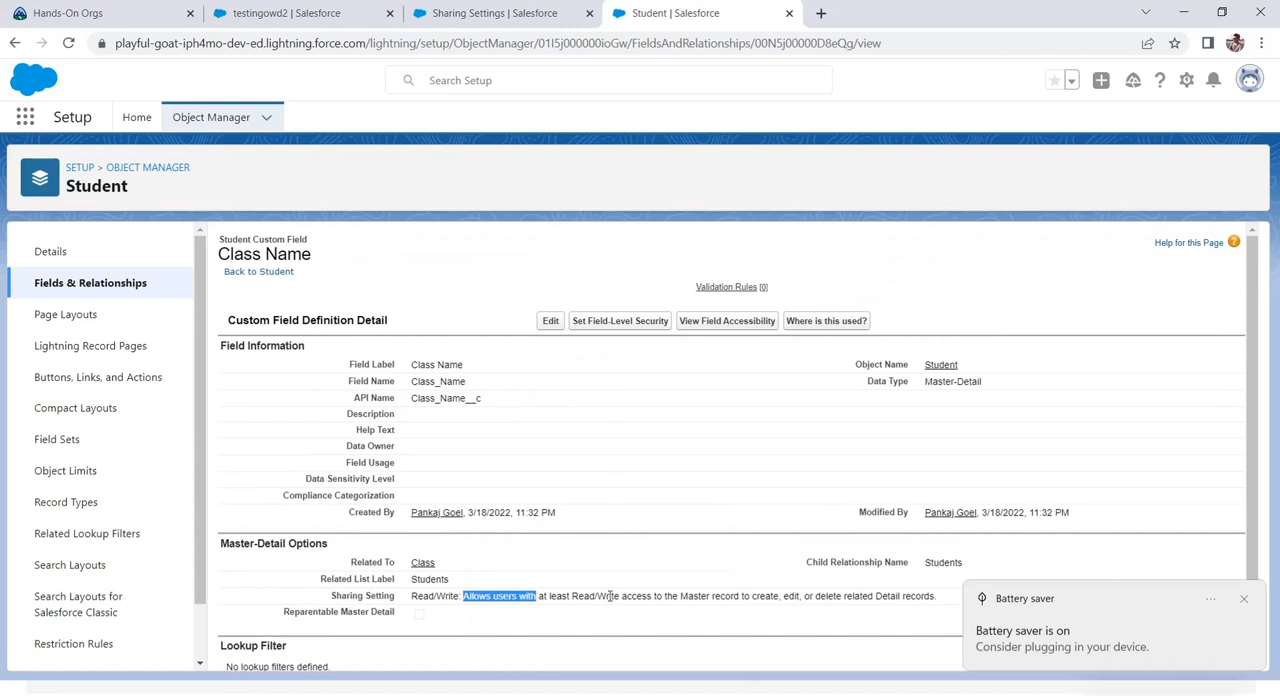 Hands-On Orgs
testingowd2 | Salesforce
Sharing Settings | Salesforce
Student | Salesforce
playful-goat-iph4mo-dev-ed.lightning.force.com/lightning/setup/ObjectManager/01I5j000000ioGw/FieldsAndRelationships/00N5j00000D8eQg/view
Search Setup
Setup
Home
Object Manager
SETUP > OBJECT MANAGER
Student
Details
Fields & Relationships
Page Layouts
Lightning Record Pages
Buttons, Links, and Actions
Compact Layouts
Field Sets
Object Limits
Record Types
Related Lookup Filters
Search Layouts
Search Layouts for
Salesforce Classic
Restriction Rules
Student Custom Field
Class Name
Back to Student
Help for this Page
Validation Rules [0]
Custom Field Definition Detail
Edit
Set Field-Level Security
View Field Accessibility
Where is this used?
Field Information
Field Label Class Name Object Name Student
Field Name Class_Name Data Type Master-Detail
API Name Class_Name__c
Description
Help Text
Data Owner
Field Usage
Data Sensitivity Level
Compliance Categorization
Created By Pankaj Goel, 3/18/2022, 11:32 PM Modified By Pankaj Goel, 3/18/2022, 11:32 PM
Master-Detail Options
Related To Class Child Relationship Name Students
Related List Label Students
Sharing Setting Read/Write: Allows users with at least Read/Write access to the Master record to create, edit, or delete related Detail records.
Reparentable Master Detail
Lookup Filter
No lookup filters defined.
Battery saver
Battery saver is on
Consider plugging in your device.